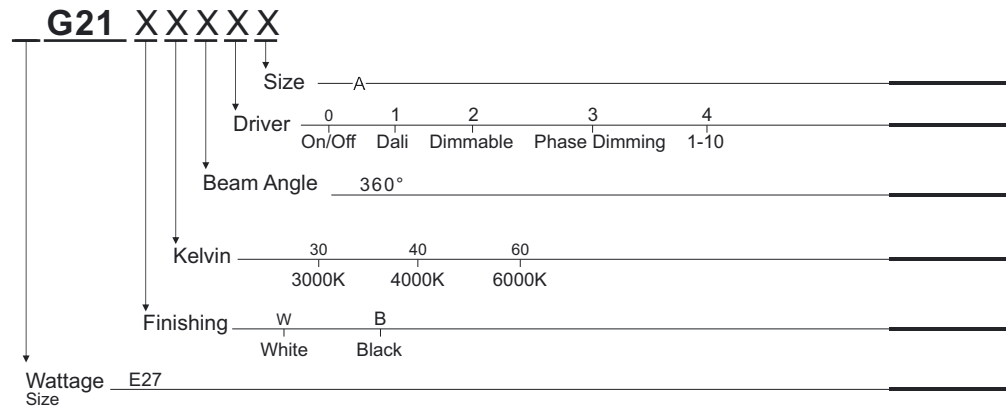 G21 X X X X X
Size A
0 1 2 3 4
Driver
On/Off Dali Dimmable Phase Dimming 1-10
Beam Angle 360°
30 40 60
Kelvin
3000K 4000K 6000K
W B
Finishing
White Black
Wattage E27
Size